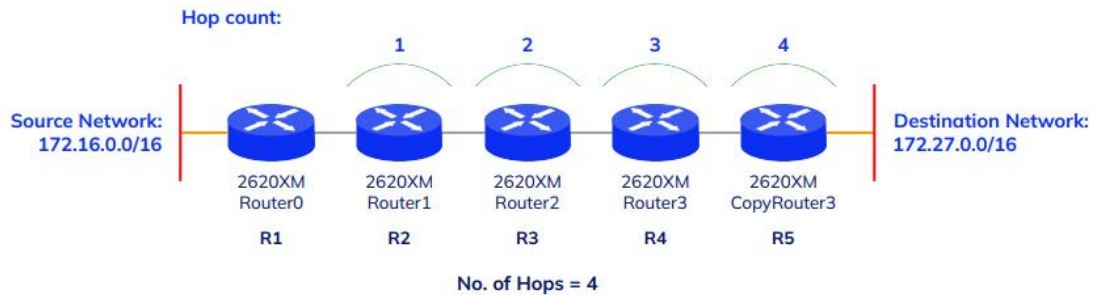 Hop count:
1 2 3 4
Source Network:
172.16.0.0/16
Destination Network:
172.27.0.0/16
2620XM
Router0
2620XM
Router1
2620XM
Router2
2620XM
Router3
2620XM
CopyRouter3
R1 R2 R3 R4 R5
No. of Hops = 4